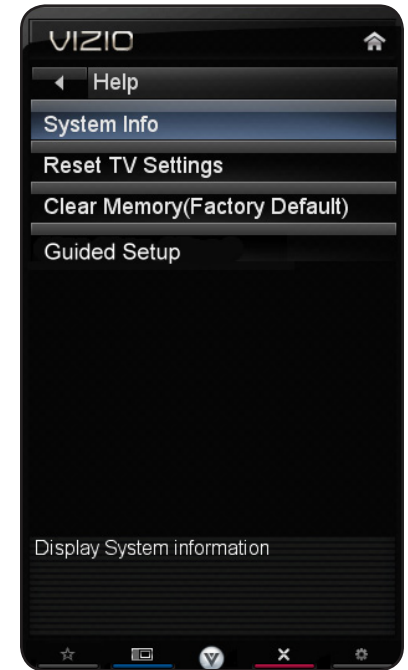 VIZIO
Help
System Info
Reset TV Settings
Clear Memory(Factory Default)
Guided Setup
Display System information
V